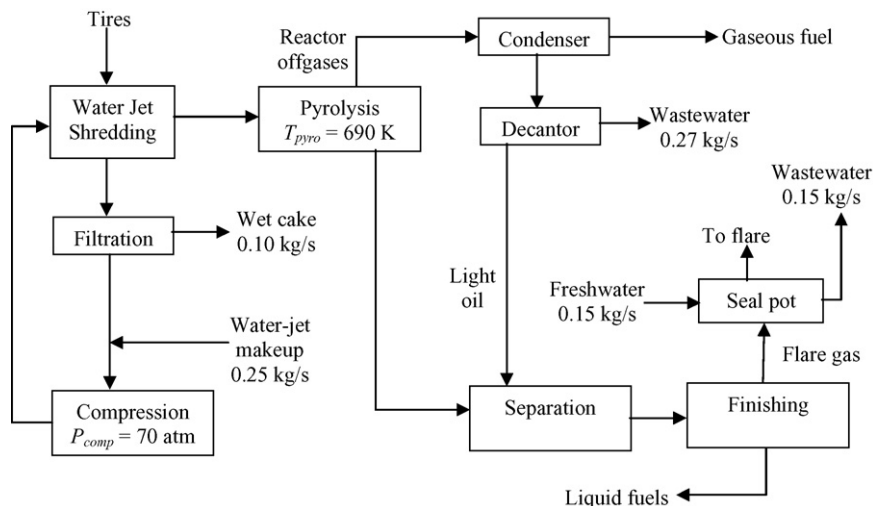 Tires
Reactor
offgases
Condenser
Gaseous fuel
Water Jet
Shredding
Pyrolysis
T_pyro = 690 K
Decantor
Wastewater
0.27 kg/s
Wastewater
0.15 kg/s
Filtration
Wet cake
0.10 kg/s
To flare
Light
oil
Freshwater
0.15 kg/s
Seal pot
Water-jet
makeup
0.25 kg/s
Flare gas
Compression
P_comp = 70 atm
Separation
Finishing
Liquid fuels